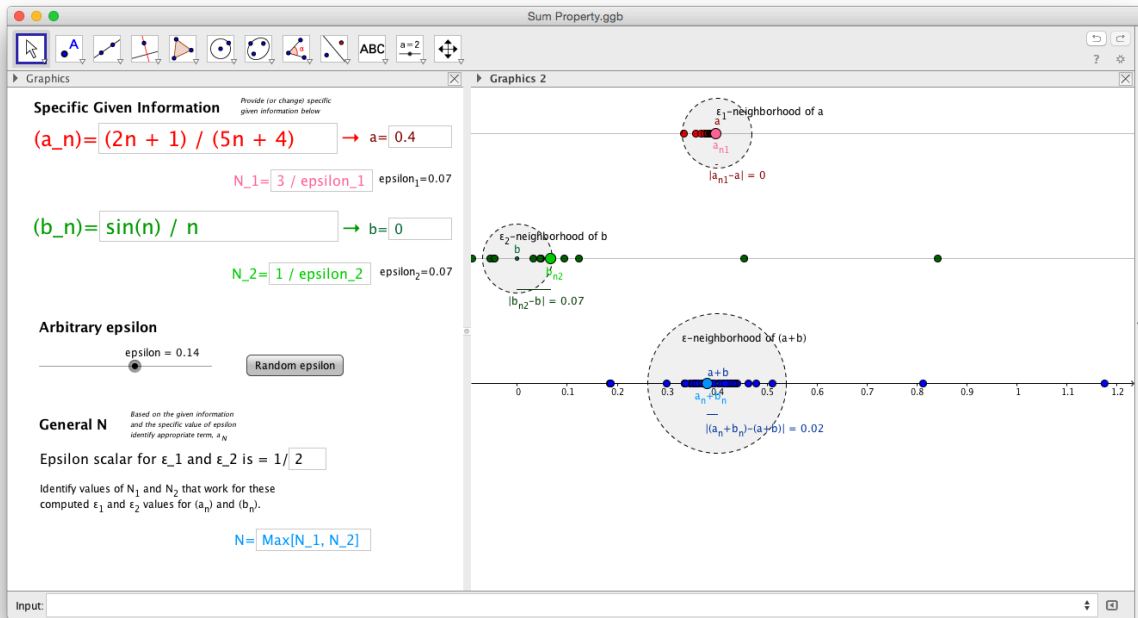 Sum Property.ggb
A
ABC
a=2
?
Graphics
Graphics 2
Specific Given Information
Provide (or change) specific
given information below
(a_n)= (2n + 1) / (5n + 4) → a= 0.4
N_1= 3 / epsilon_1 epsilon₁=0.07
(b_n)= sin(n) / n → b= 0
N_2= 1 / epsilon_2 epsilon₂=0.07
Arbitrary epsilon
epsilon = 0.14
Random epsilon
General N
Based on the given information
and the specific value of epsilon
identify appropriate term, a_N
Epsilon scalar for ε_1 and ε_2 is = 1/ 2
Identify values of N₁ and N₂ that work for these
computed ε₁ and ε₂ values for (aₙ) and (bₙ).
N= Max[N_1, N_2]
ε₁-neighborhood of a
a
aₙ₁
|aₙ₁-a| = 0
ε₂-neighborhood of b
b
bₙ₂
|bₙ₂-b| = 0.07
ε-neighborhood of (a+b)
a+b
0 0.1 0.2 0.3 0.4 0.5 0.6 0.7 0.8 0.9 1 1.1 1.2
aₙ+bₙ
|(aₙ+bₙ)-(a+b)| = 0.02
Input: